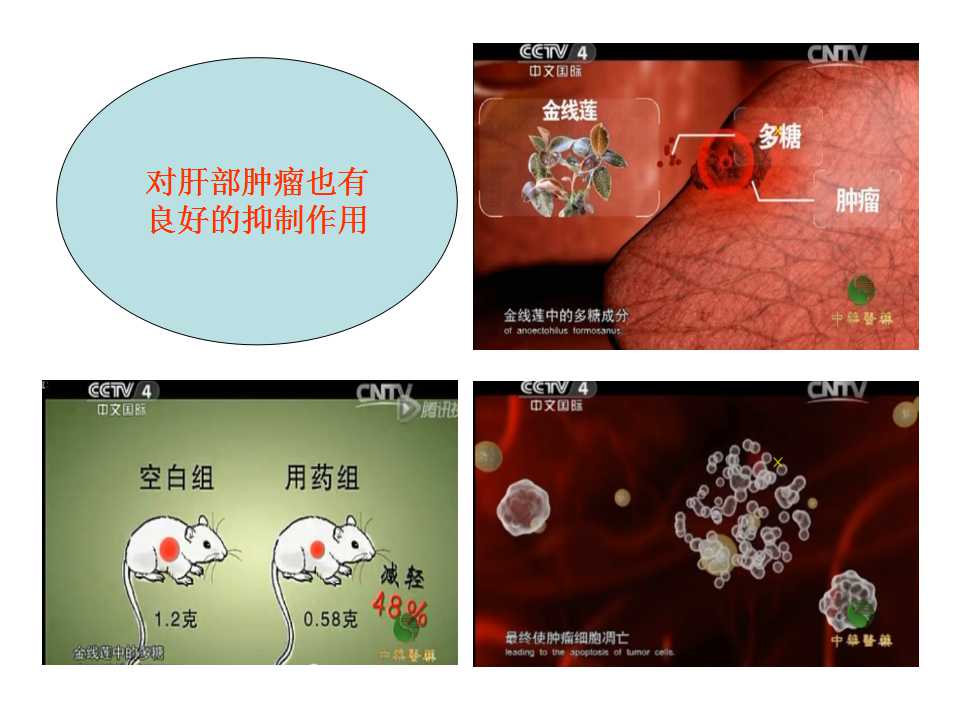 对肝部肿瘤也有
良好的抑制作用
CCTV 4
中文国际
CNTV
金线莲
多糖
肿瘤
金线莲中的多糖成分
of anoectohilus formosanus.
中华医药
CCTV 4
中文国际
CNTV
腾讯
空白组
用药组
减轻
48%
1.2克
0.58克
金线莲中的多糖
中华医药
CCTV 4
中文国际
CNTV
最终使肿瘤细胞凋亡
leading to the apoptosis of tumor cells.
中华医药